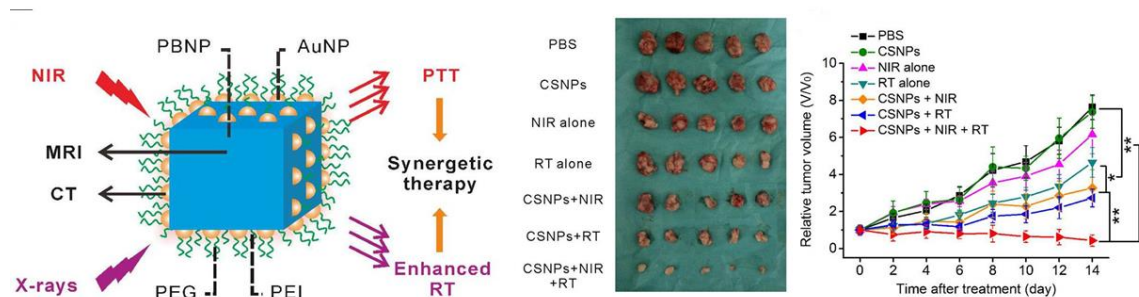 PBNP
AuNP
NIR
PTT
MRI
Synergetic
therapy
CT
X-rays
Enhanced
RT
PEG
PEI
PBS
CSNPs
NIR alone
RT alone
CSNPs+NIR
CSNPs+RT
CSNPs+NIR
+RT
PBS
CSNPs
NIR alone
RT alone
CSNPs + NIR
CSNPs + RT
CSNPs + NIR + RT
Relative tumor volume (V/V₀)
10
8
6
4
2
0
**
*
**
0 2 4 6 8 10 12 14
Time after treatment (day)